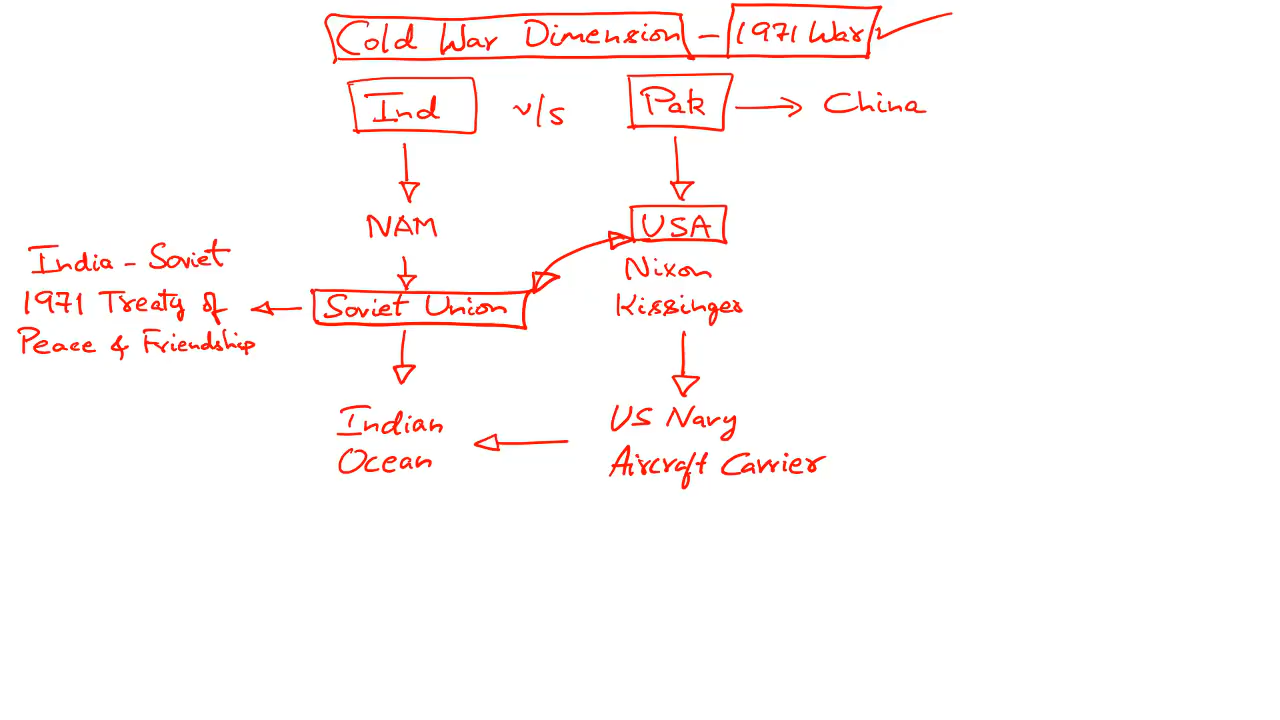 Cold War Dimension - 1971 War
Ind v/s Pak → China
NAM
USA
India - Soviet
1971 Treaty of
Peace & Friendship
Soviet Union
Nixon
Kissinger
Indian
Ocean
US Navy
Aircraft Carrier